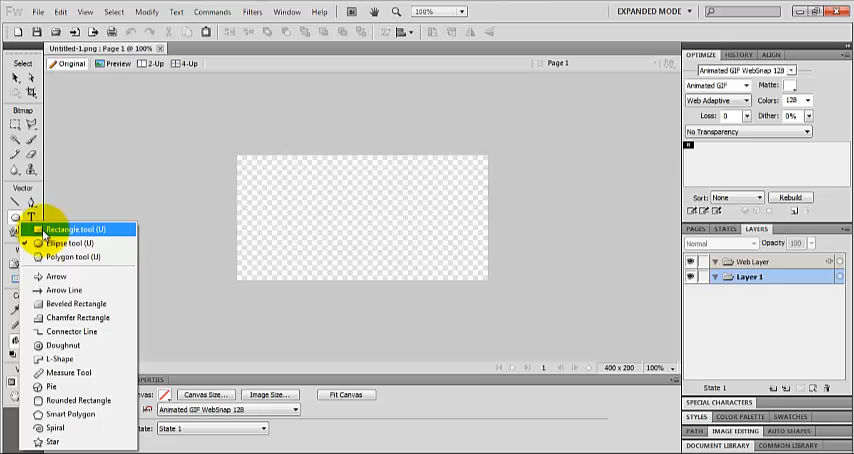 Fw File Edit View Select Modify Text Commands Filters Window Help 100% EXPANDED MODE
Untitled-1.png : Page 1 @ 100%
Original Preview 2-Up 4-Up Page 1
Select
Bitmap
Vector
T
Rectangle tool (U)
Ellipse tool (U)
Polygon tool (U)
Arrow
Arrow Line
Beveled Rectangle
Chamfer Rectangle
Connector Line
Doughnut
L-Shape
Measure Tool
Pie
Rounded Rectangle
Smart Polygon
Spiral
Star
1 400 x 200 100%
PROPERTIES
Canvas Size... Image Size... Fit Canvas
Animated GIF WebSnap 128
State 1
OPTIMIZE HISTORY ALIGN
Animated GIF WebSnap 128
Animated GIF Matte:
Web Adaptive Colors: 128
Loss: 0 Dither: 0%
No Transparency
Sort: None Rebuild
PAGES STATES LAYERS
Normal Opacity 100
Web Layer
Layer 1
State 1
SPECIAL CHARACTERS
STYLES COLOR PALETTE SWATCHES
PATH IMAGE EDITING AUTO SHAPES
DOCUMENT LIBRARY COMMON LIBRARY